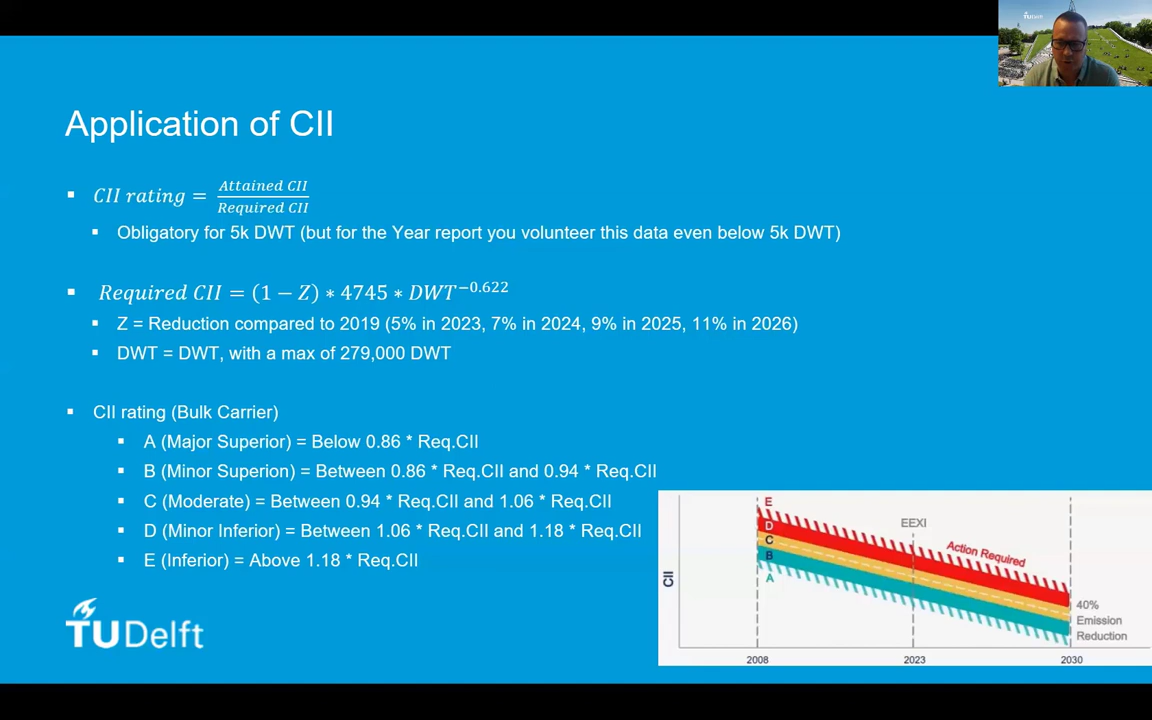 TUDelft
Application of CII
▪ CII rating = Attained CII / Required CII
▪ Obligatory for 5k DWT (but for the Year report you volunteer this data even below 5k DWT)
▪ Required CII = (1 − Z) ∗ 4745 ∗ DWT^−0.622
▪ Z = Reduction compared to 2019 (5% in 2023, 7% in 2024, 9% in 2025, 11% in 2026)
▪ DWT = DWT, with a max of 279,000 DWT
▪ CII rating (Bulk Carrier)
▪ A (Major Superior) = Below 0.86 * Req.CII
▪ B (Minor Superion) = Between 0.86 * Req.CII and 0.94 * Req.CII
▪ C (Moderate) = Between 0.94 * Req.CII and 1.06 * Req.CII
▪ D (Minor Inferior) = Between 1.06 * Req.CII and 1.18 * Req.CII
▪ E (Inferior) = Above 1.18 * Req.CII
TUDelft
CII
E
D
C
B
A
EEXI
Action Required
40%
Emission
Reduction
2008
2023
2030